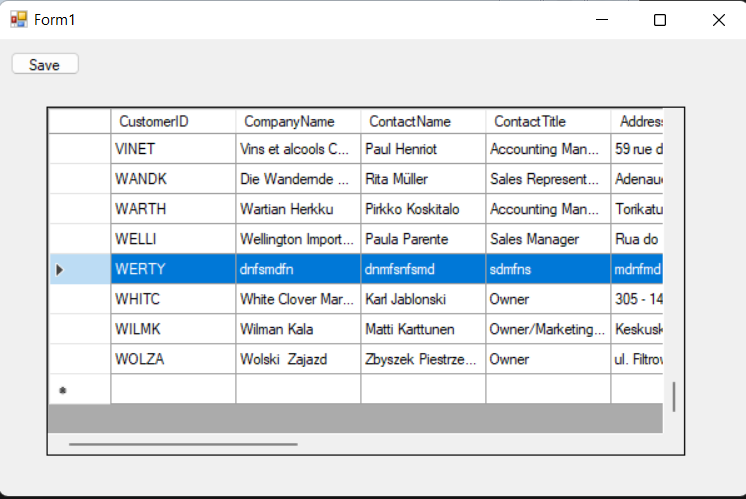 Form1
Save
CustomerID CompanyName ContactName ContactTitle Address
VINET Vins et alcools C... Paul Henriot Accounting Man... 59 rue d
WANDK Die Wandernde ... Rita Müller Sales Represent... Adenaue
WARTH Wartian Herkku Pirkko Koskitalo Accounting Man... Torikatu
WELLI Wellington Import... Paula Parente Sales Manager Rua do
WERTY dnfsmdfn dnmfsnfsmd sdmfns mdnfmd
WHITC White Clover Mar... Karl Jablonski Owner 305 - 14
WILMK Wilman Kala Matti Karttunen Owner/Marketing... Keskusk
WOLZA Wolski Zajazd Zbyszek Piestrze... Owner ul. Filtrow